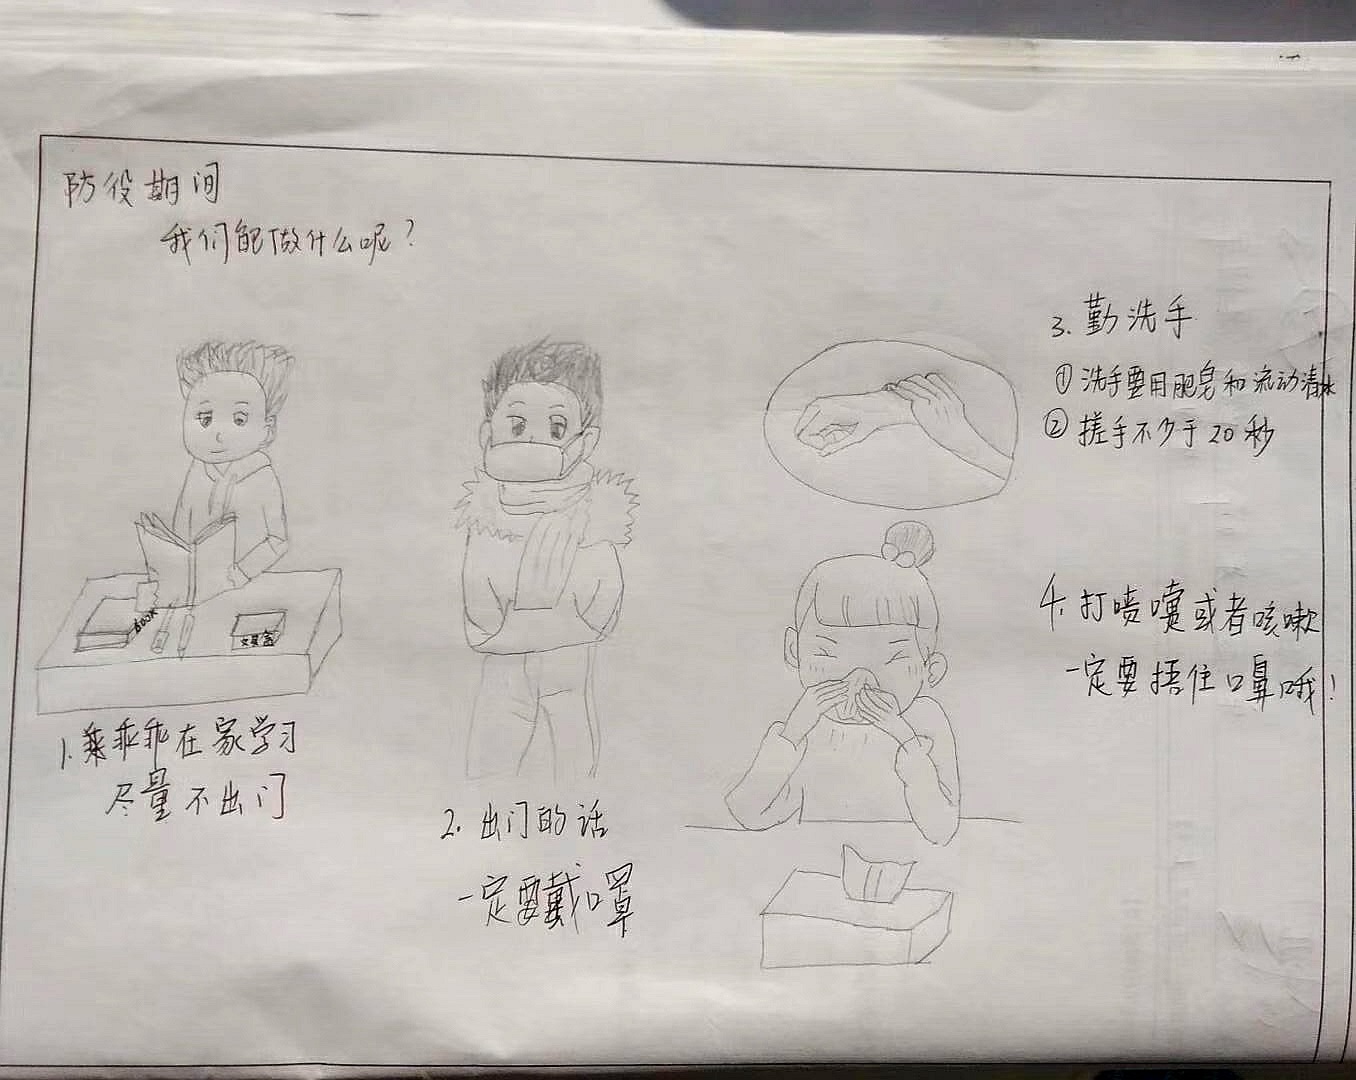 防役期间
我们能做什么呢？
BOOK
文具盒
1. 乘乖乖在家学习
尽量不出门
2. 出门的话
一定要戴口罩
3. 勤洗手
① 洗手要用肥皂和流动清水
② 搓手不少于20秒
4. 打喷嚏或者咳嗽
一定要捂住口鼻哦！